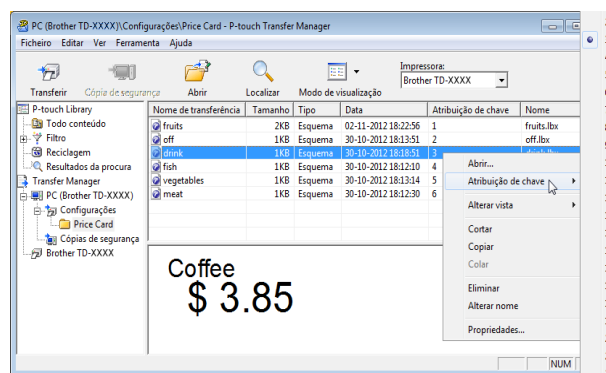 PC (Brother TD-XXXX)\Configurações\Price Card - P-touch Transfer Manager
Ficheiro Editar Ver Ferramenta Ajuda
Transferir Cópia de segurança Abrir Localizar Modo de visualização
Impressora:
Brother TD-XXXX
P-touch Library
Todo conteúdo
Filtro
Reciclagem
Resultados da procura
Transfer Manager
PC (Brother TD-XXXX)
Configurações
Price Card
Cópias de segurança
Brother TD-XXXX
Nome de transferência Tamanho Tipo Data Atribuição de chave Nome
fruits 2KB Esquema 02-11-2012 18:22:56 1 fruits.lbx
off 1KB Esquema 30-10-2012 18:13:51 2 off.lbx
drink 1KB Esquema 30-10-2012 18:18:51 3 drink.lbx
fish 1KB Esquema 30-10-2012 18:12:10 4
vegetables 1KB Esquema 30-10-2012 18:13:14 5
meat 1KB Esquema 30-10-2012 18:12:30 6
Abrir...
Atribuição de chave
Alterar vista
Cortar
Copiar
Colar
Eliminar
Alterar nome
Propriedades...
Coffee
$ 3.85
NUM